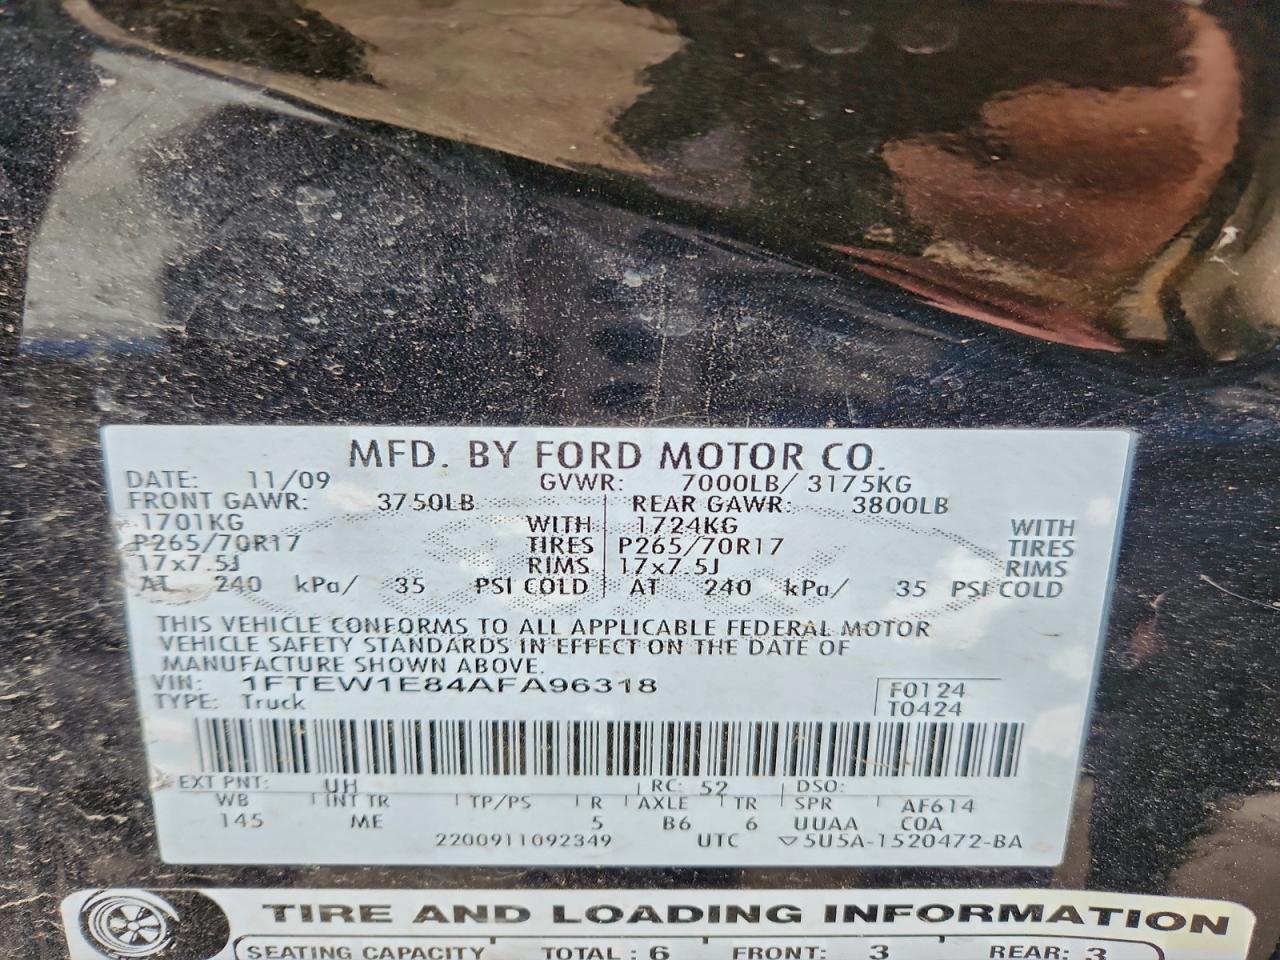 MFD. BY FORD MOTOR CO.
DATE: 11/09 GVWR: 7000LB/ 3175KG
FRONT GAWR: 3750LB REAR GAWR: 3800LB
1701KG WITH 1724KG WITH
P265/70R17 TIRES P265/70R17 TIRES
17x7.5J RIMS 17x7.5J RIMS
AT 240 kPa/ 35 PSI COLD AT 240 kPa/ 35 PSI COLD
THIS VEHICLE CONFORMS TO ALL APPLICABLE FEDERAL MOTOR
VEHICLE SAFETY STANDARDS IN EFFECT ON THE DATE OF
MANUFACTURE SHOWN ABOVE.
VIN: 1FTEW1E84AFA96318 F0124
TYPE: Truck T0424
EXT PNT: UH RC: 52 DSO:
WB INT TR TP/PS R AXLE TR SPR AF614
145 ME 5 B6 6 UUAA COA
2200911092349 UTC ▽5U5A-1520472-BA
TIRE AND LOADING INFORMATION
SEATING CAPACITY TOTAL : 6 FRONT: 3 REAR: 3